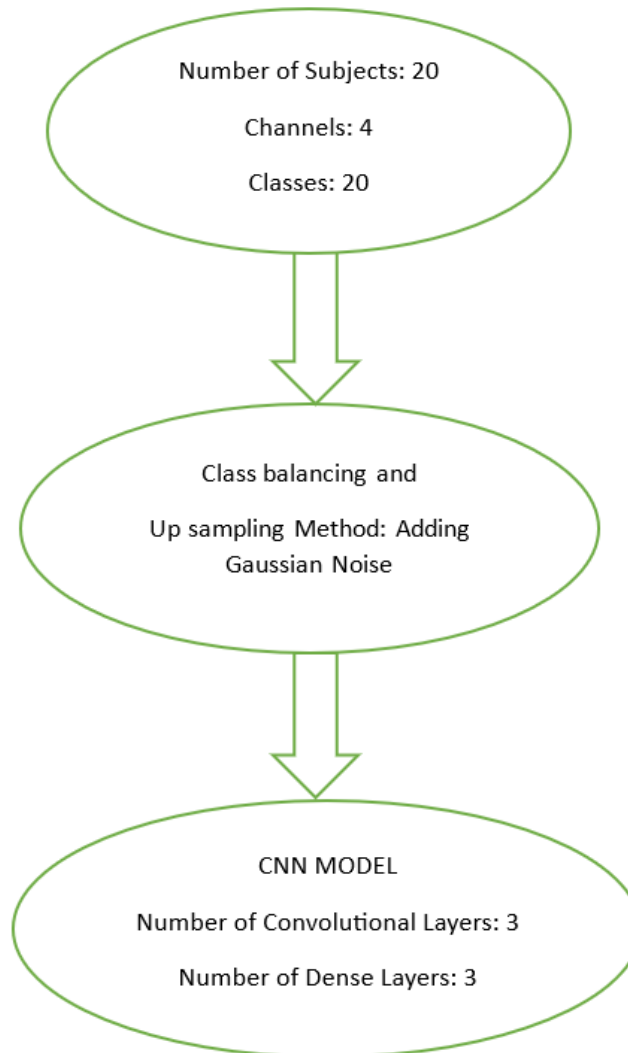 Number of Subjects: 20
Channels: 4
Classes: 20
Class balancing and
Up sampling Method: Adding
Gaussian Noise
CNN MODEL
Number of Convolutional Layers: 3
Number of Dense Layers: 3